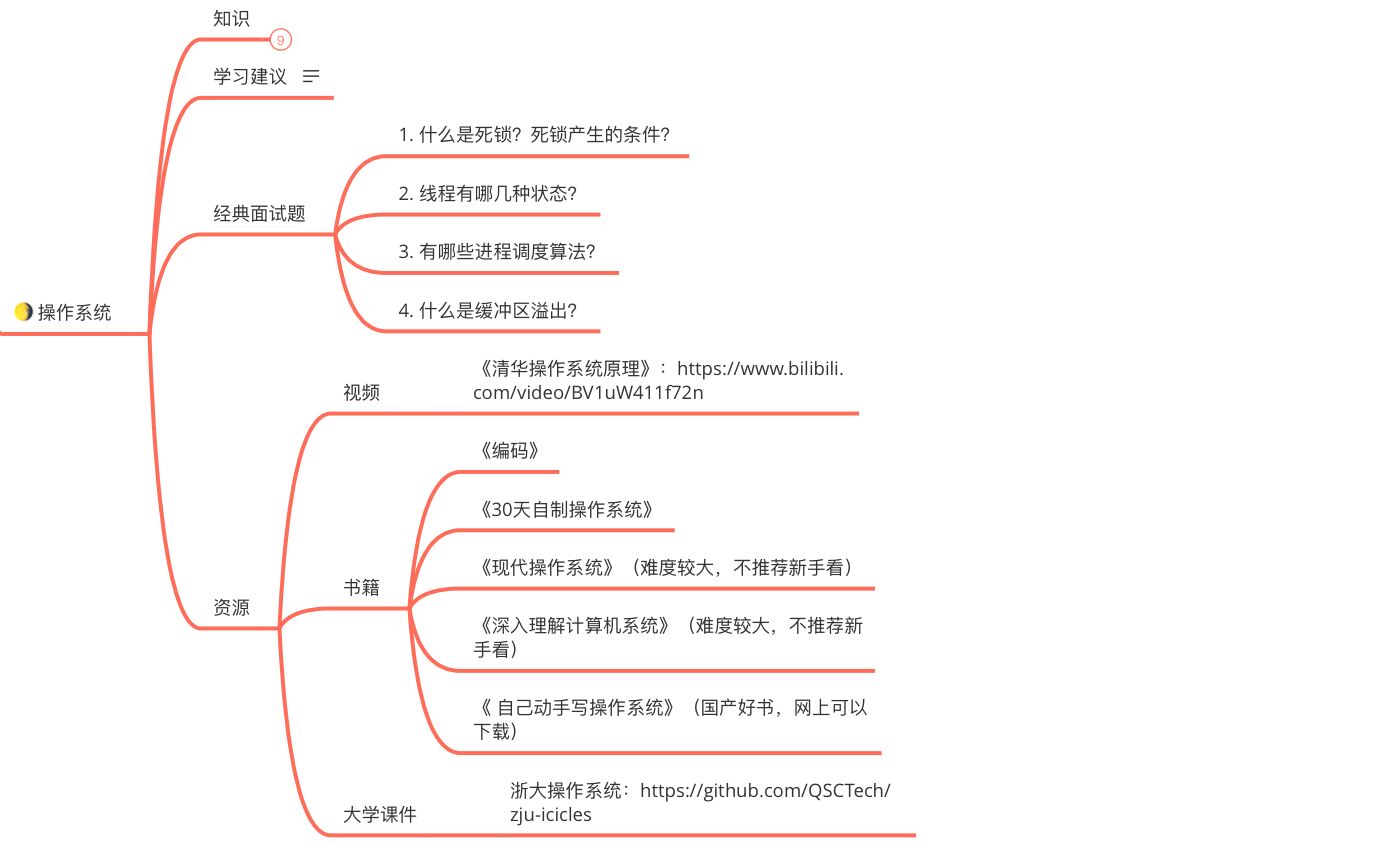 知识
9
学习建议
1. 什么是死锁？死锁产生的条件？
2. 线程有哪几种状态？
经典面试题
3. 有哪些进程调度算法？
4. 什么是缓冲区溢出？
操作系统
《清华操作系统原理》：https://www.bilibili.
com/video/BV1uW411f72n
视频
《编码》
《30天自制操作系统》
《现代操作系统》（难度较大，不推荐新手看）
书籍
资源
《深入理解计算机系统》（难度较大，不推荐新
手看）
《 自己动手写操作系统》（国产好书，网上可以
下载）
浙大操作系统：https://github.com/QSCTech/
zju-icicles
大学课件